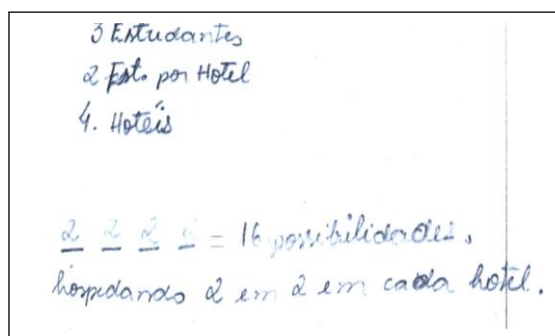 3 Estudantes
2 Est. por Hotel
4. Hotéis
2 2 2 2 = 16 possibilidades,
hospedando 2 em 2 em cada hotel.